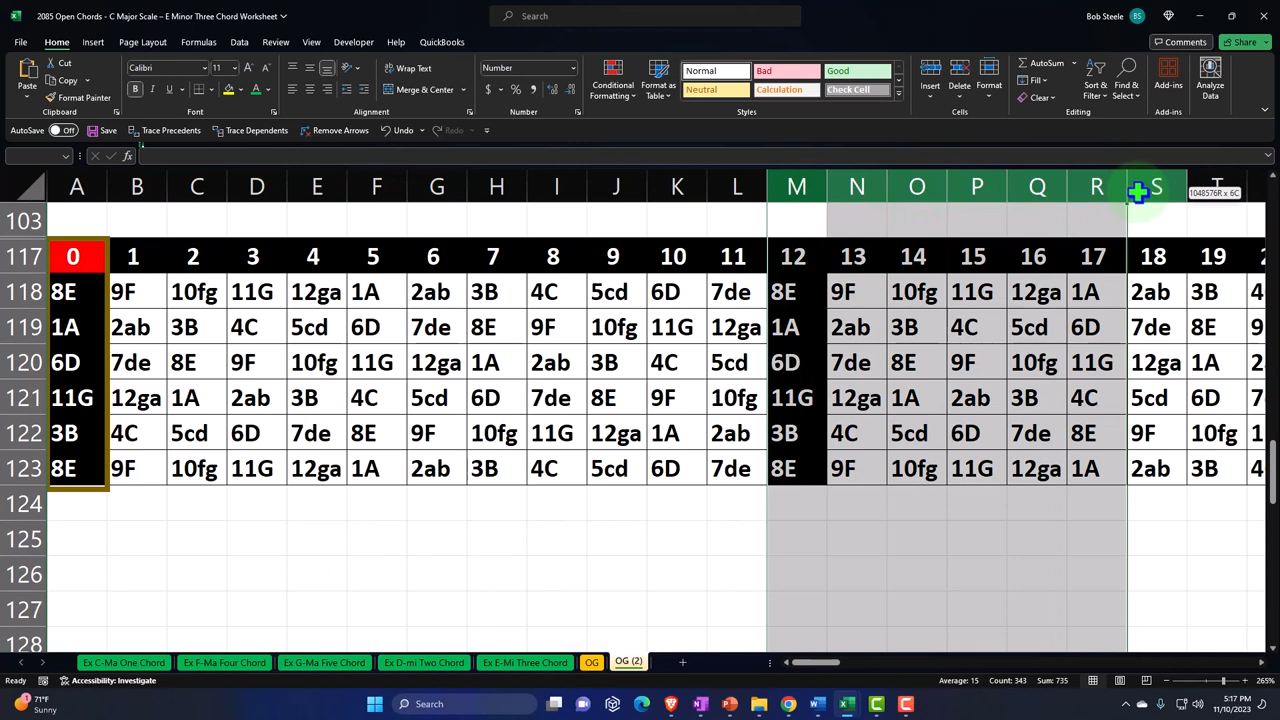 2085 Open Chords - C Major Scale – E Minor Three Chord Worksheet
Search
Bob Steele
BS
File
Home
Insert
Page Layout
Formulas
Data
Review
View
Developer
Automate
Help
QuickBooks
Comments
Share
Paste
Cut
Copy
Format Painter
Clipboard
Calibri
11
Font
Wrap Text
Merge & Center
Alignment
Number
Number
Conditional Formatting
Format as Table
Normal
Bad
Good
Neutral
Calculation
Check Cell
Styles
Insert
Delete
Format
Cells
AutoSum
Fill
Clear
Sort & Filter
Find & Select
Editing
Add-ins
Add-ins
Analyze Data
AutoSave
Off
Save
Trace Precedents
Trace Dependents
Remove Arrows
Undo
Redo
fx
A B C D E F G H I J K L M N O P Q R S T
1048576R x 6C
103
117 0 1 2 3 4 5 6 7 8 9 10 11 12 13 14 15 16 17 18 19 2
118 8E 9F 10fg 11G 12ga 1A 2ab 3B 4C 5cd 6D 7de 8E 9F 10fg 11G 12ga 1A 2ab 3B 4
119 1A 2ab 3B 4C 5cd 6D 7de 8E 9F 10fg 11G 12ga 1A 2ab 3B 4C 5cd 6D 7de 8E 9
120 6D 7de 8E 9F 10fg 11G 12ga 1A 2ab 3B 4C 5cd 6D 7de 8E 9F 10fg 11G 12ga 1A 2
121 11G 12ga 1A 2ab 3B 4C 5cd 6D 7de 8E 9F 10fg 11G 12ga 1A 2ab 3B 4C 5cd 6D 7
122 3B 4C 5cd 6D 7de 8E 9F 10fg 11G 12ga 1A 2ab 3B 4C 5cd 6D 7de 8E 9F 10fg 1
123 8E 9F 10fg 11G 12ga 1A 2ab 3B 4C 5cd 6D 7de 8E 9F 10fg 11G 12ga 1A 2ab 3B 4
124
125
126
127
128
Ex C-Ma One Chord
Ex F-Ma Four Chord
Ex G-Ma Five Chord
Ex D-mi Two Chord
Ex E-Mi Three Chord
OG
OG (2)
Ready
Accessibility: Investigate
Average: 15
Count: 343
Sum: 735
265%
71°F
Sunny
Search
5:17 PM
11/10/2023